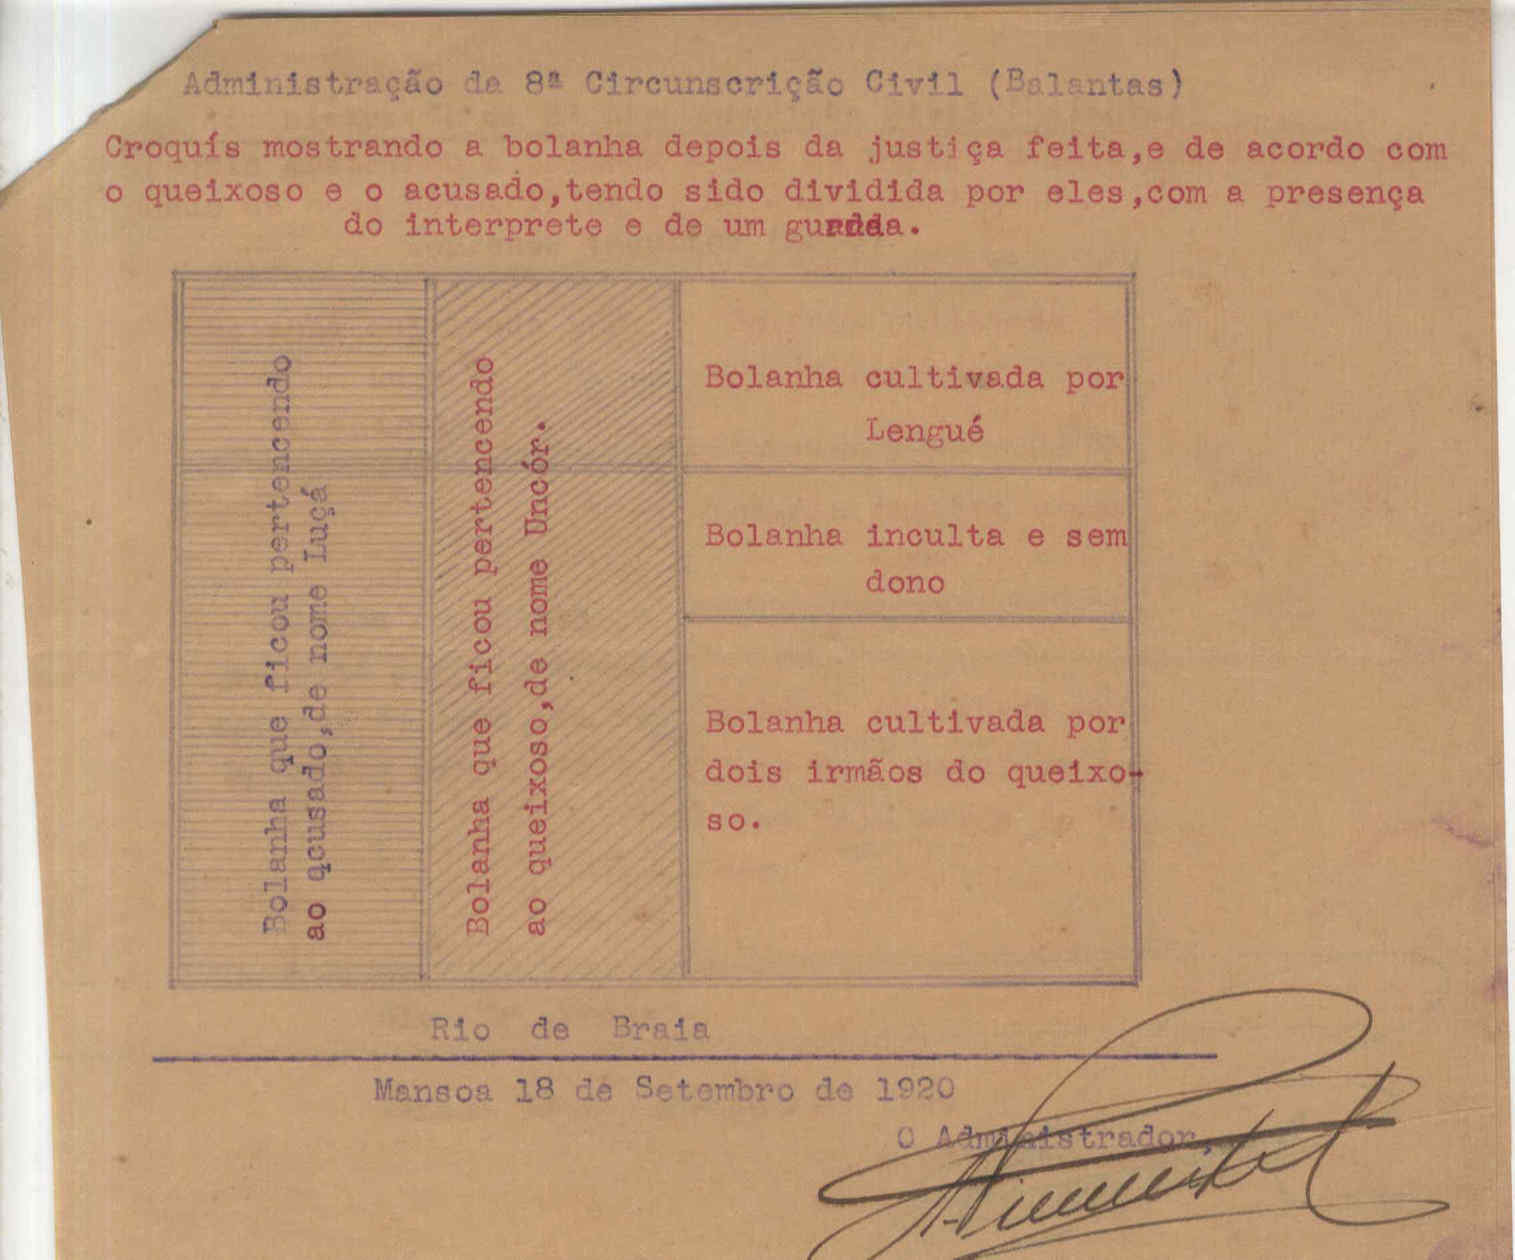 Administração da 8ª Circunscrição Civil (Balantas)
Croquís mostrando a bolanha depois da justiça feita,e de acordo com
o queixoso e o acusado,tendo sido dividida por eles,com a presença
do interprete e de um guarda.
Bolanha que ficou pertencendo
ao qcusado,de nome Luçá
Bolanha que ficou pertencendo
ao queixoso,de nome Uncór.
Bolanha cultivada por
Lengué
Bolanha inculta e sem
dono
Bolanha cultivada por
dois irmãos do queixo-
so.
Rio de Braia
Mansoa 18 de Setembro de 1920
O Administrador,